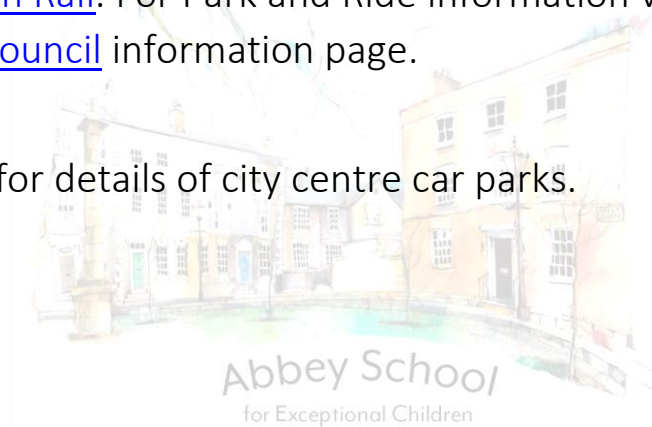 n Rail. For Park and Ride information
ouncil information page.
for details of city centre car parks.
Abbey School
for Exceptional Children